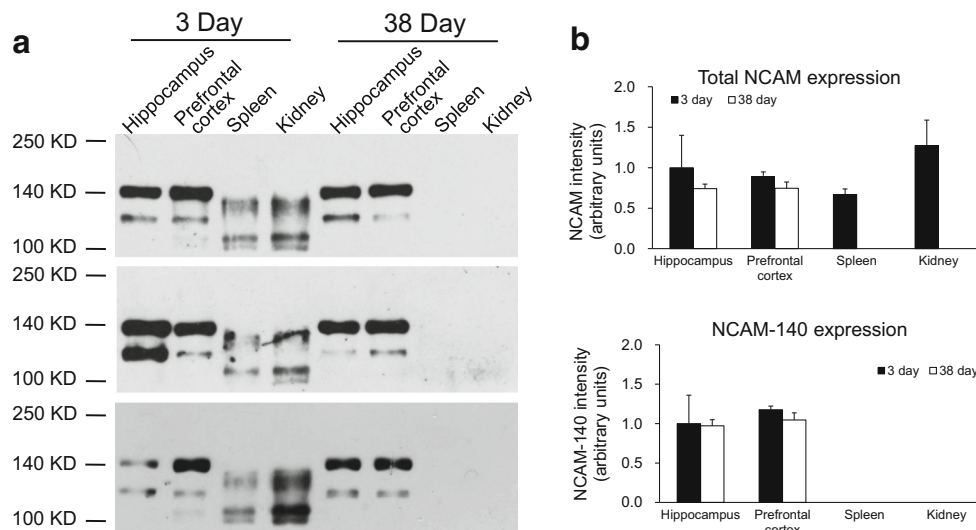 a
3 Day
38 Day
Hippocampus
Prefrontal
cortex
Spleen
Kidney
Hippocampus
Prefrontal
cortex
Spleen
Kidney
250 KD
140 KD
100 KD
250 KD
140 KD
100 KD
250 KD
140 KD
100 KD
b
Total NCAM expression
3 day
38 day
NCAM intensity
(arbitrary units)
2.0
1.5
1.0
0.5
0.0
Hippocampus
Prefrontal
cortex
Spleen
Kidney
NCAM-140 expression
3 day
38 day
NCAM-140 intensity
(arbitrary units)
2.0
1.5
1.0
0.5
0.0
Hippocampus
Prefrontal
cortex
Spleen
Kidney